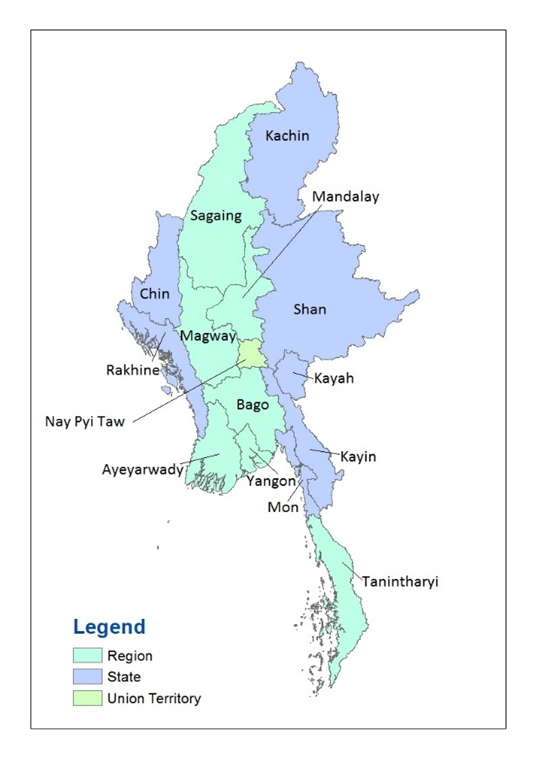 Kachin
Mandalay
Sagaing
Chin
Shan
Magway
Rakhine
Kayah
Nay Pyi Taw
Bago
Kayin
Ayeyarwady
Yangon
Mon
Tanintharyi
Legend
Region
State
Union Territory